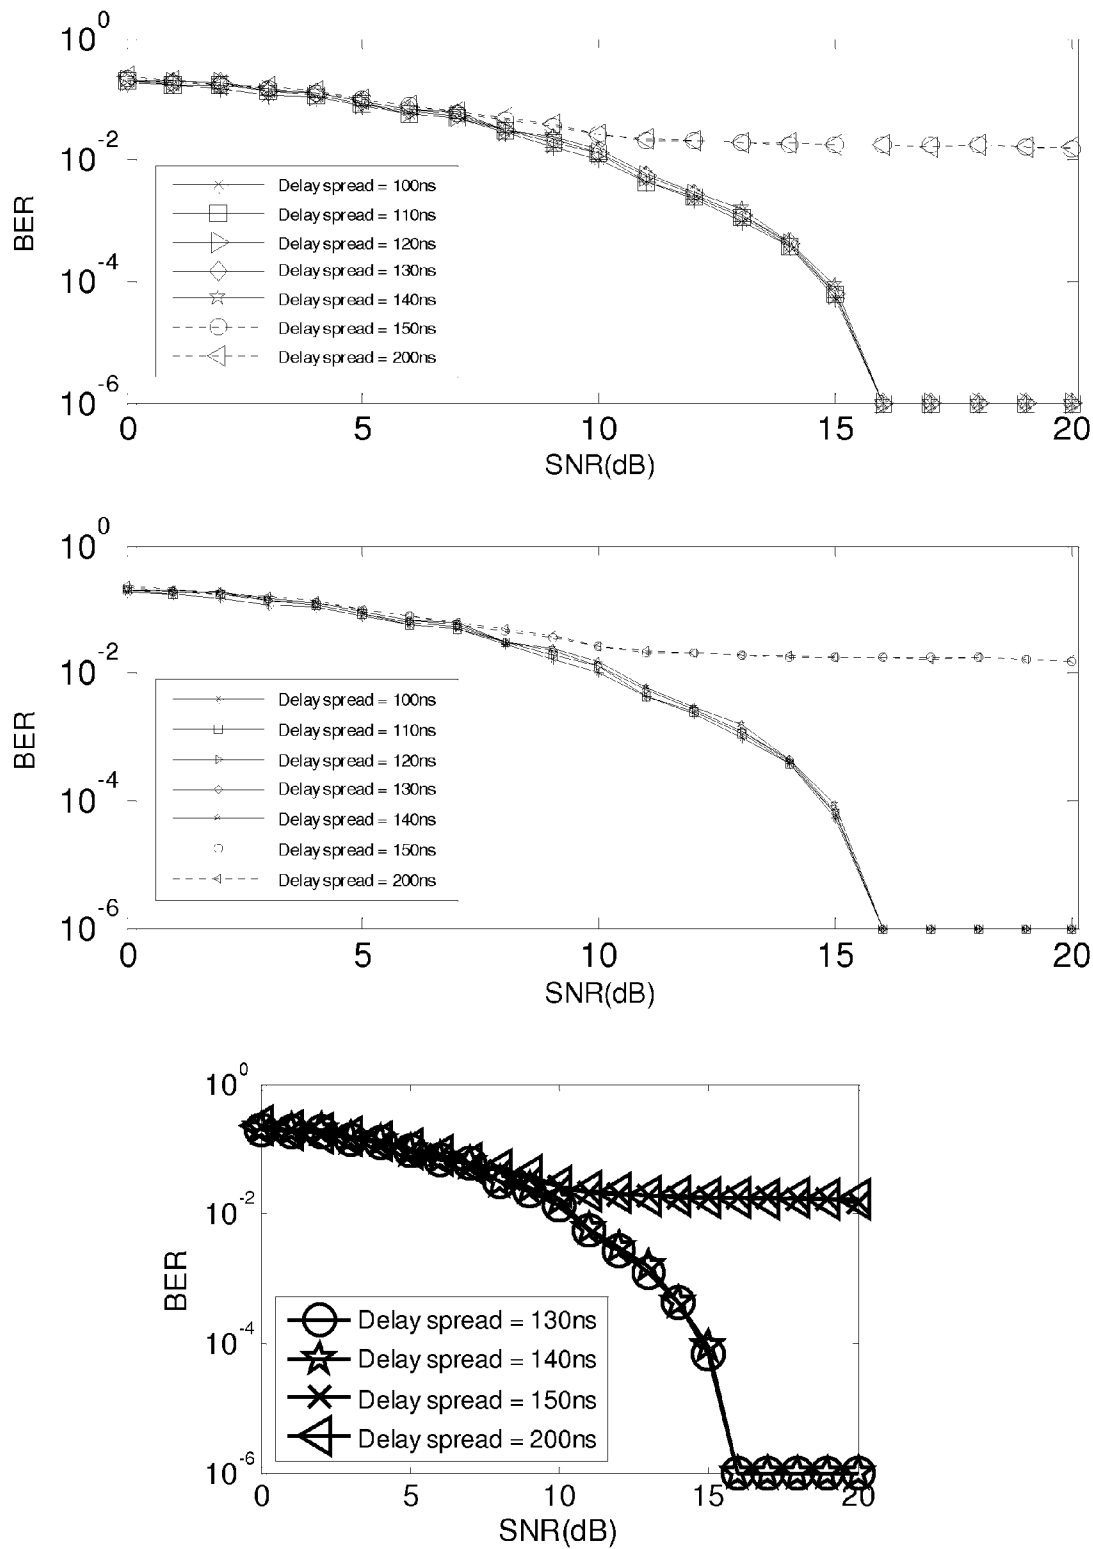 10^0
10^-2
10^-4
10^-6
BER
Delay spread = 100ns
Delay spread = 110ns
Delay spread = 120ns
Delay spread = 130ns
Delay spread = 140ns
Delay spread = 150ns
Delay spread = 200ns
0 5 10 15 20
SNR(dB)
10^0
10^-2
10^-4
10^-6
BER
Delay spread = 100ns
Delay spread = 110ns
Delay spread = 120ns
Delay spread = 130ns
Delay spread = 140ns
Delay spread = 150ns
Delay spread = 200ns
0 5 10 15 20
SNR(dB)
10^0
10^-2
10^-4
10^-6
BER
Delay spread = 130ns
Delay spread = 140ns
Delay spread = 150ns
Delay spread = 200ns
0 5 10 15 20
SNR(dB)